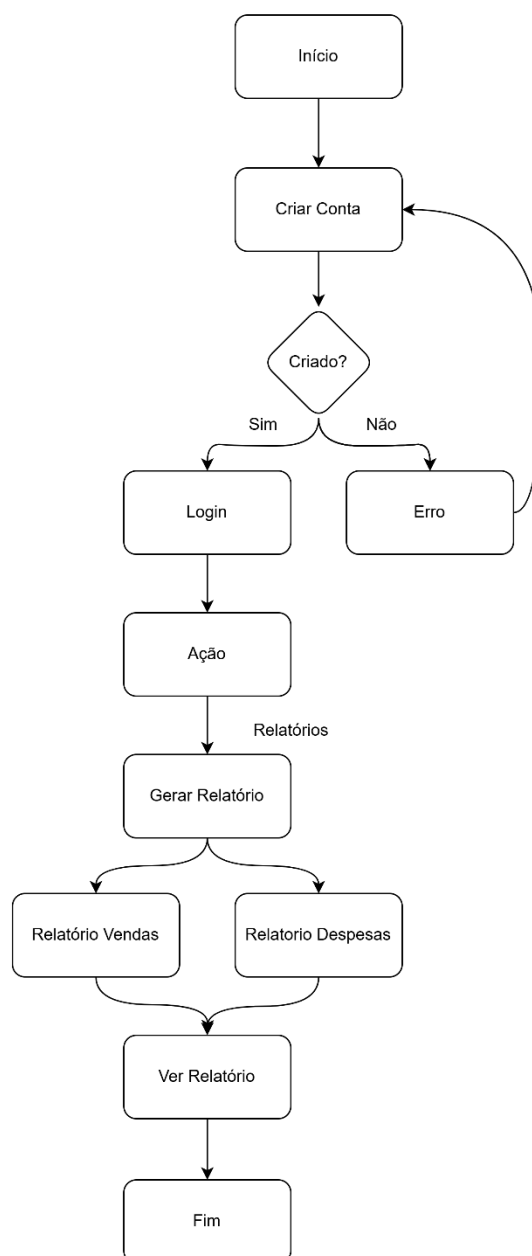 Início
Criar Conta
Criado?
Sim
Não
Login
Erro
Ação
Relatórios
Gerar Relatório
Relatório Vendas
Relatorio Despesas
Ver Relatório
Fim